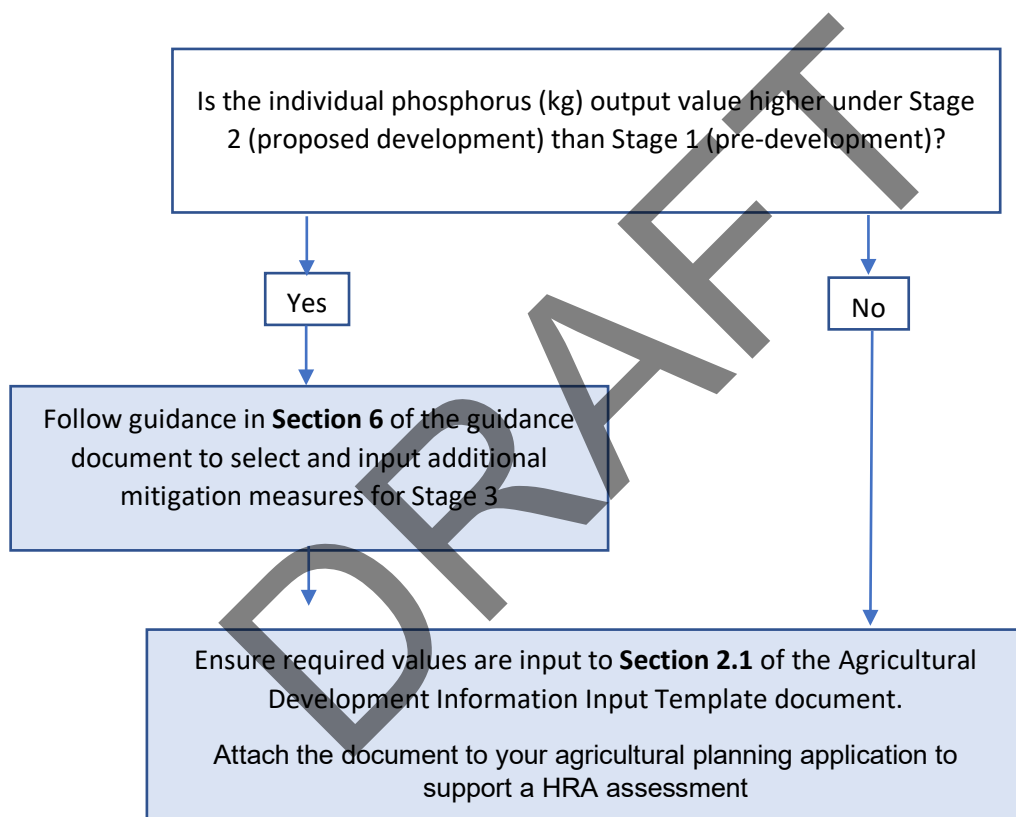 Is the individual phosphorus (kg) output value higher under Stage
2 (proposed development) than Stage 1 (pre-development)?
Yes
No
Follow guidance in Section 6 of the guidance
document to select and input additional
mitigation measures for Stage 3
Ensure required values are input to Section 2.1 of the Agricultural
Development Information Input Template document.
Attach the document to your agricultural planning application to
support a HRA assessment
DRAFT